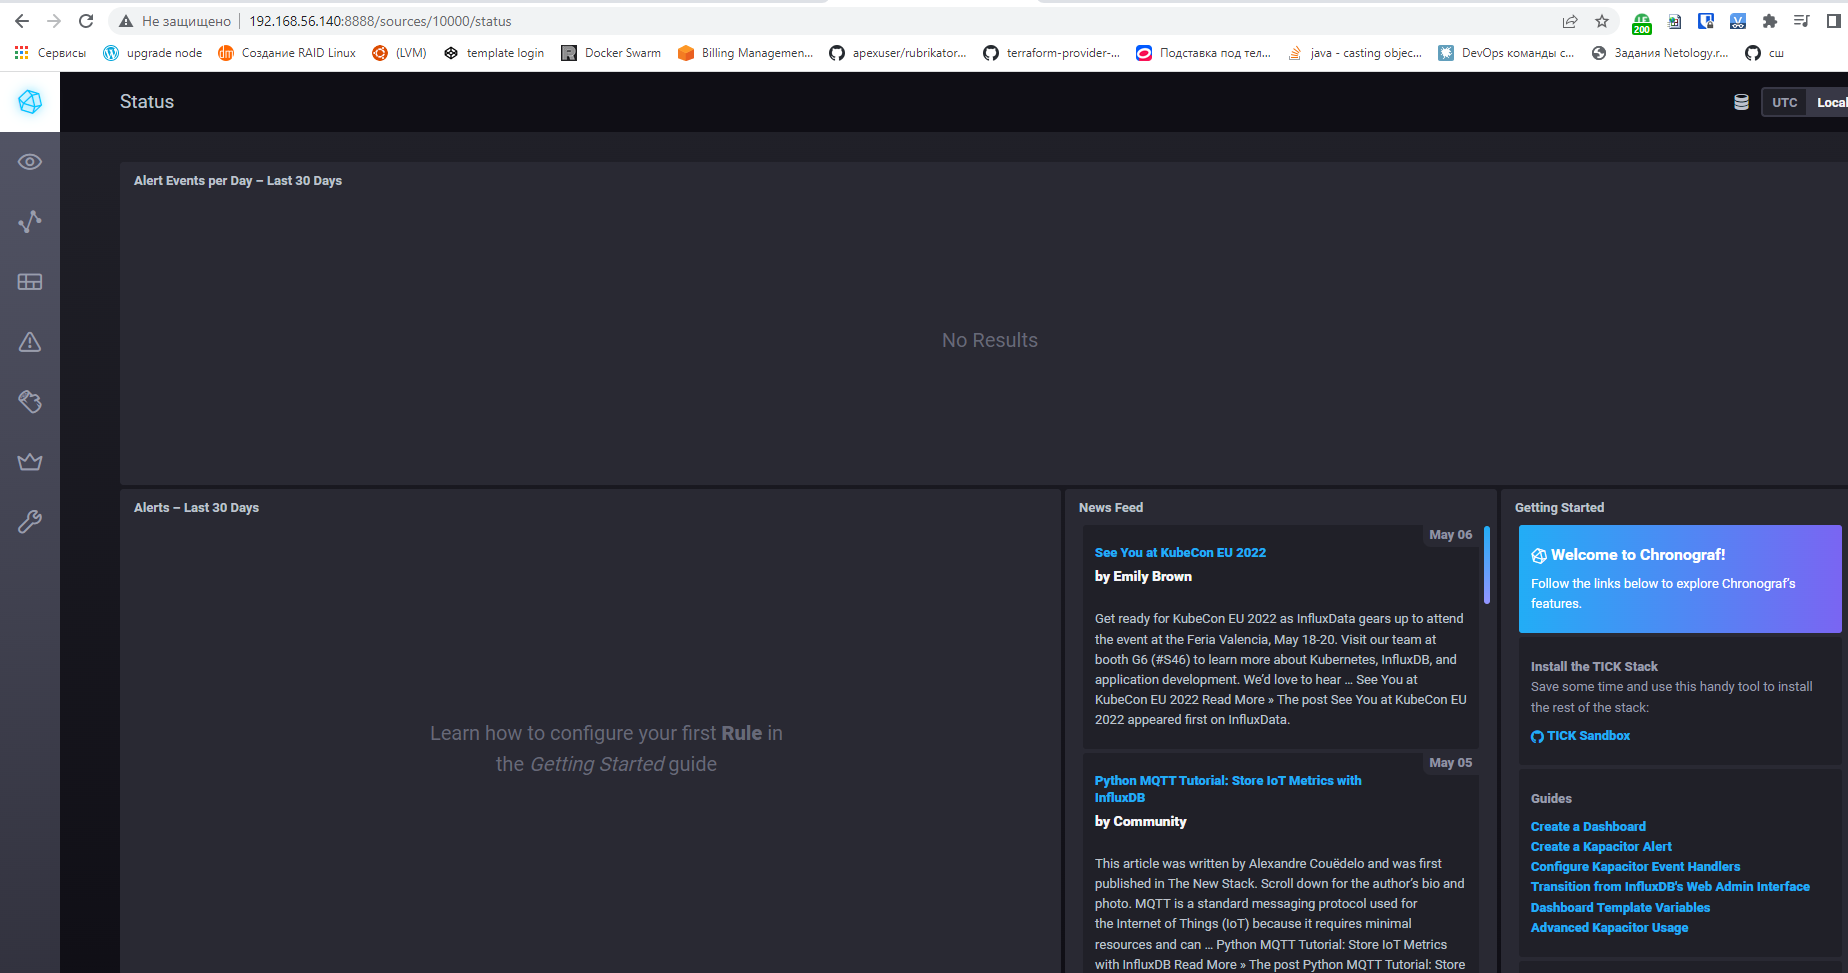 Не защищено
192.168.56.140:8888/sources/10000/status
200
Сервисы
upgrade node
dm
Создание RAID Linux
(LVM)
template login
R
Docker Swarm
Billing Managemen...
apexuser/rubrikator...
terraform-provider-...
Подставка под тел...
java - casting objec...
DevOps команды с...
Задания Netology.r...
сш
Status
UTC
Local
Alert Events per Day – Last 30 Days
No Results
Alerts – Last 30 Days
Learn how to configure your first Rule in
the Getting Started guide
News Feed
May 06
See You at KubeCon EU 2022
by Emily Brown
Get ready for KubeCon EU 2022 as InfluxData gears up to attend
the event at the Feria Valencia, May 18-20. Visit our team at
booth G6 (#S46) to learn more about Kubernetes, InfluxDB, and
application development. We’d love to hear … See You at
KubeCon EU 2022 Read More » The post See You at KubeCon EU
2022 appeared first on InfluxData.
May 05
Python MQTT Tutorial: Store IoT Metrics with
InfluxDB
by Community
This article was written by Alexandre Couëdelo and was first
published in The New Stack. Scroll down for the author’s bio and
photo. MQTT is a standard messaging protocol used for
the Internet of Things (IoT) because it requires minimal
resources and can … Python MQTT Tutorial: Store IoT Metrics
with InfluxDB Read More » The post Python MQTT Tutorial: Store
Getting Started
Welcome to Chronograf!
Follow the links below to explore Chronograf’s
features.
Install the TICK Stack
Save some time and use this handy tool to install
the rest of the stack:
TICK Sandbox
Guides
Create a Dashboard
Create a Kapacitor Alert
Configure Kapacitor Event Handlers
Transition from InfluxDB's Web Admin Interface
Dashboard Template Variables
Advanced Kapacitor Usage